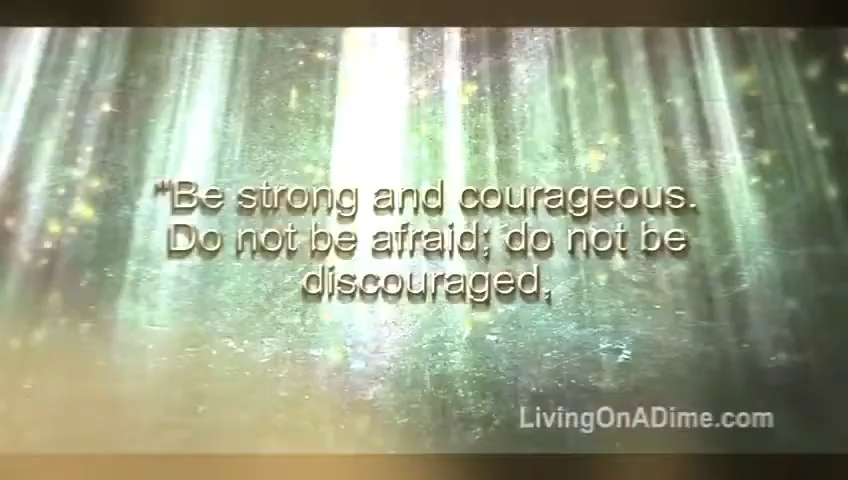 "Be strong and courageous.
Do not be afraid; do not be
discouraged,
LivingOnADime.com